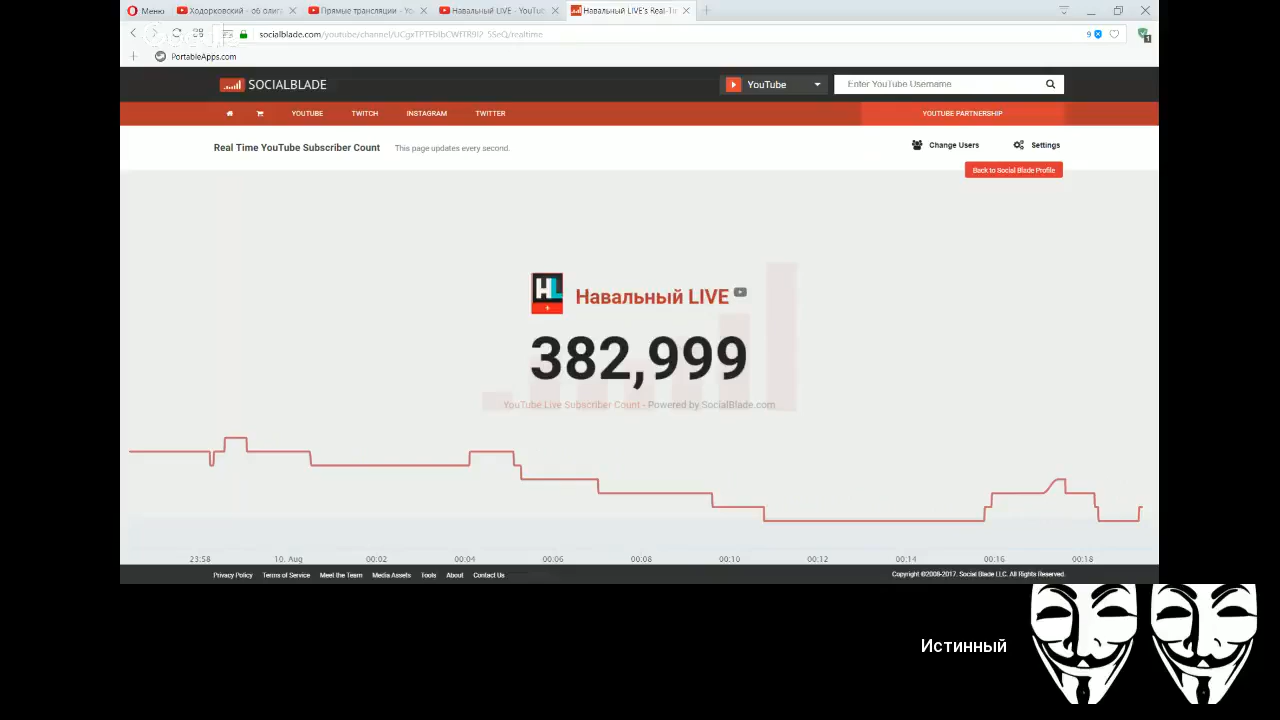 Меню Ходорковский - об олига Прямые трансляции - Yo Навальный LIVE - YouTub Навальный LIVE's Real-Tir
socialblade.com/youtube/channel/ /realtime 9 1
PortableApps.com
SOCIALBLADE YouTube Enter YouTube Username
YOUTUBE TWITCH INSTAGRAM TWITTER YOUTUBE PARTNERSHIP
Real Time YouTube Subscriber Count This page updates every second. Change Users Settings
Back to Social Blade Profile
HL
Навальный LIVE
382,999
YouTube Live Subscriber Count - Powered by SocialBlade.com
23:58 10. Aug 00:02 00:04 00:06 00:08 00:10 00:12 00:14 00:16 00:18
Privacy Policy Terms of Service Meet the Team Media Assets Tools About Contact Us Copyright ©2008-2017. Social Blade LLC. All Rights Reserved.
Истинный